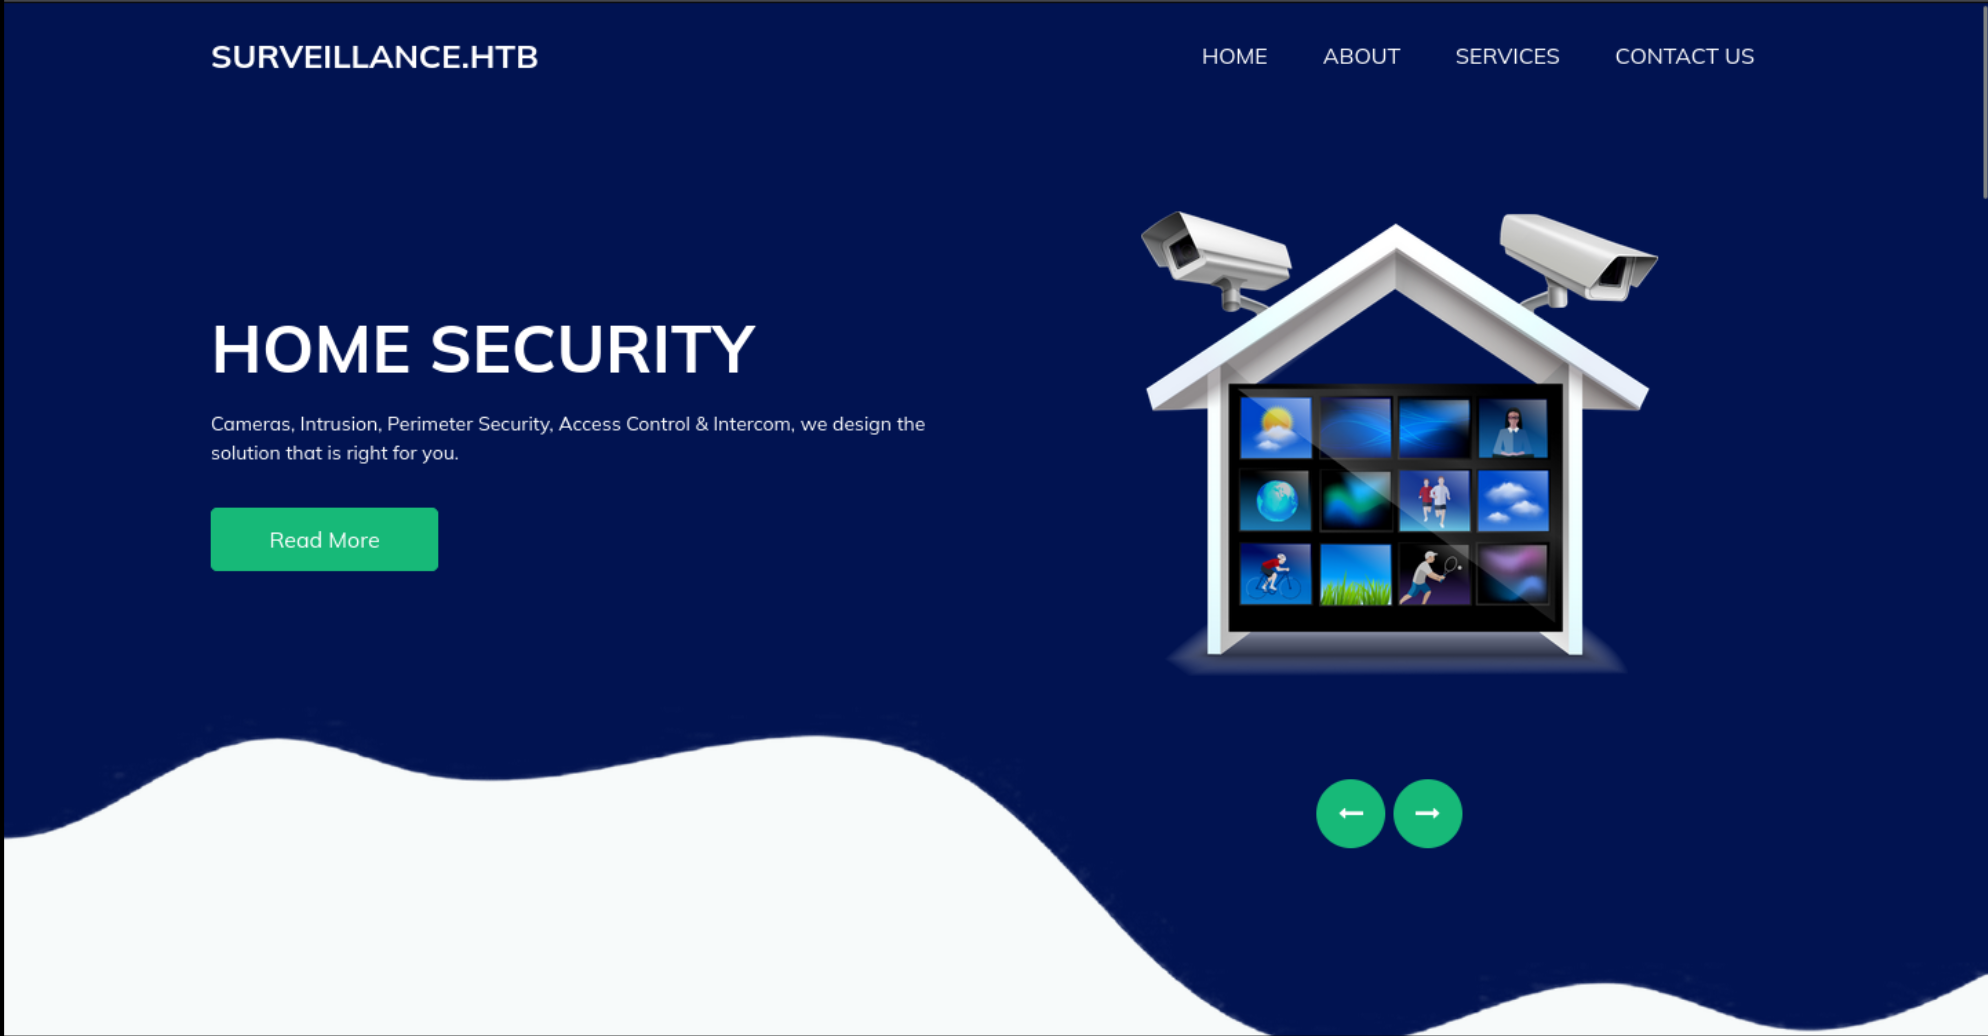 SURVEILLANCE.HTB
HOME ABOUT SERVICES CONTACT US
HOME SECURITY
Cameras, Intrusion, Perimeter Security, Access Control & Intercom, we design the
solution that is right for you.
Read More